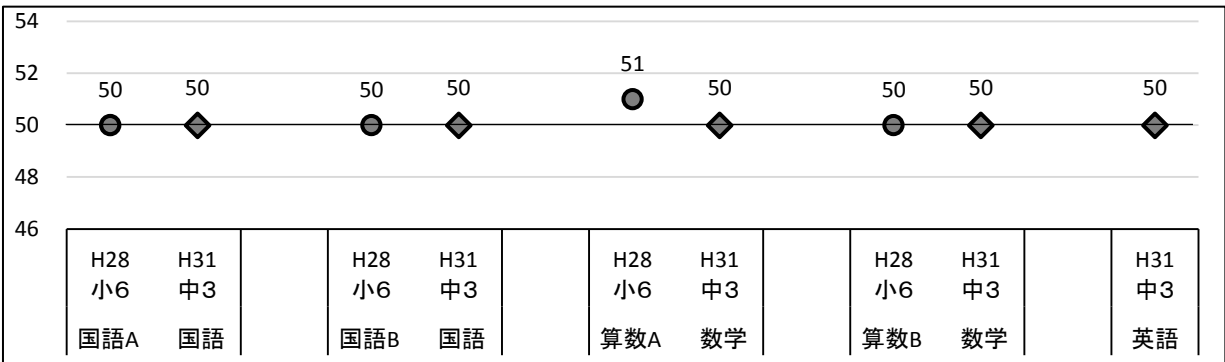 54
52
50
48
46
50 50 50 50 51 50 50 50 50
H28 H31 H28 H31 H28 H31 H28 H31 H31
小6 中3 小6 中3 小6 中3 小6 中3 中3
国語A 国語 国語B 国語 算数A 数学 算数B 数学 英語